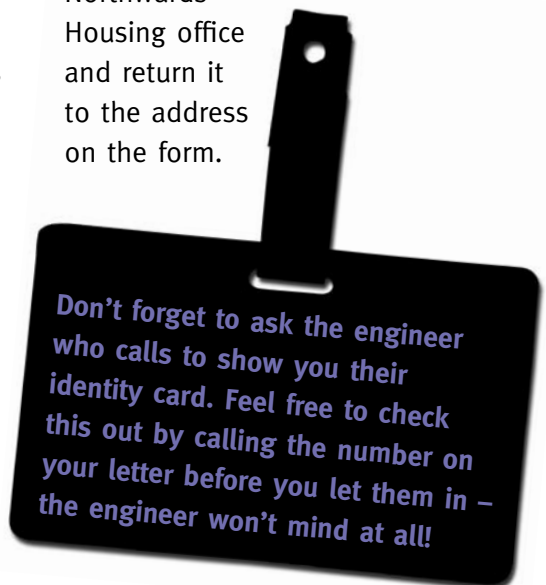 Northwards
Housing office
and return it
to the address
on the form.
Don't forget to ask the engineer
who calls to show you their
identity card. Feel free to check
this out by calling the number on
your letter before you let them in –
the engineer won't mind at all!